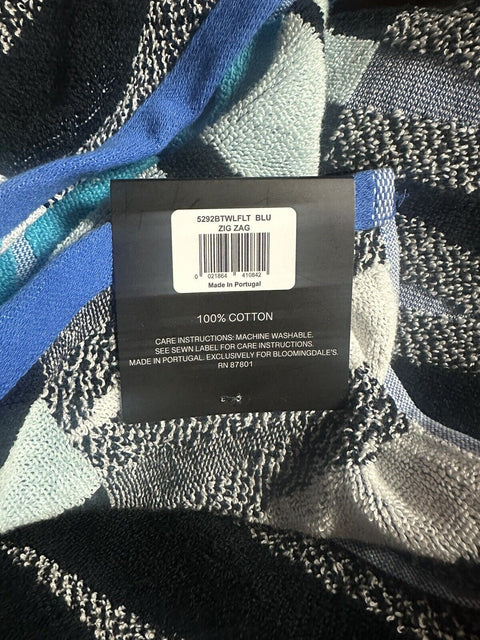 5292BTWLFLT BLU
ZIG ZAG
0 021864 410842
Made In Portugal
100% COTTON
CARE INSTRUCTIONS: MACHINE WASHABLE.
SEE SEWN LABEL FOR CARE INSTRUCTIONS.
MADE IN PORTUGAL. EXCLUSIVELY FOR BLOOMINGDALE'S.
RN 87801